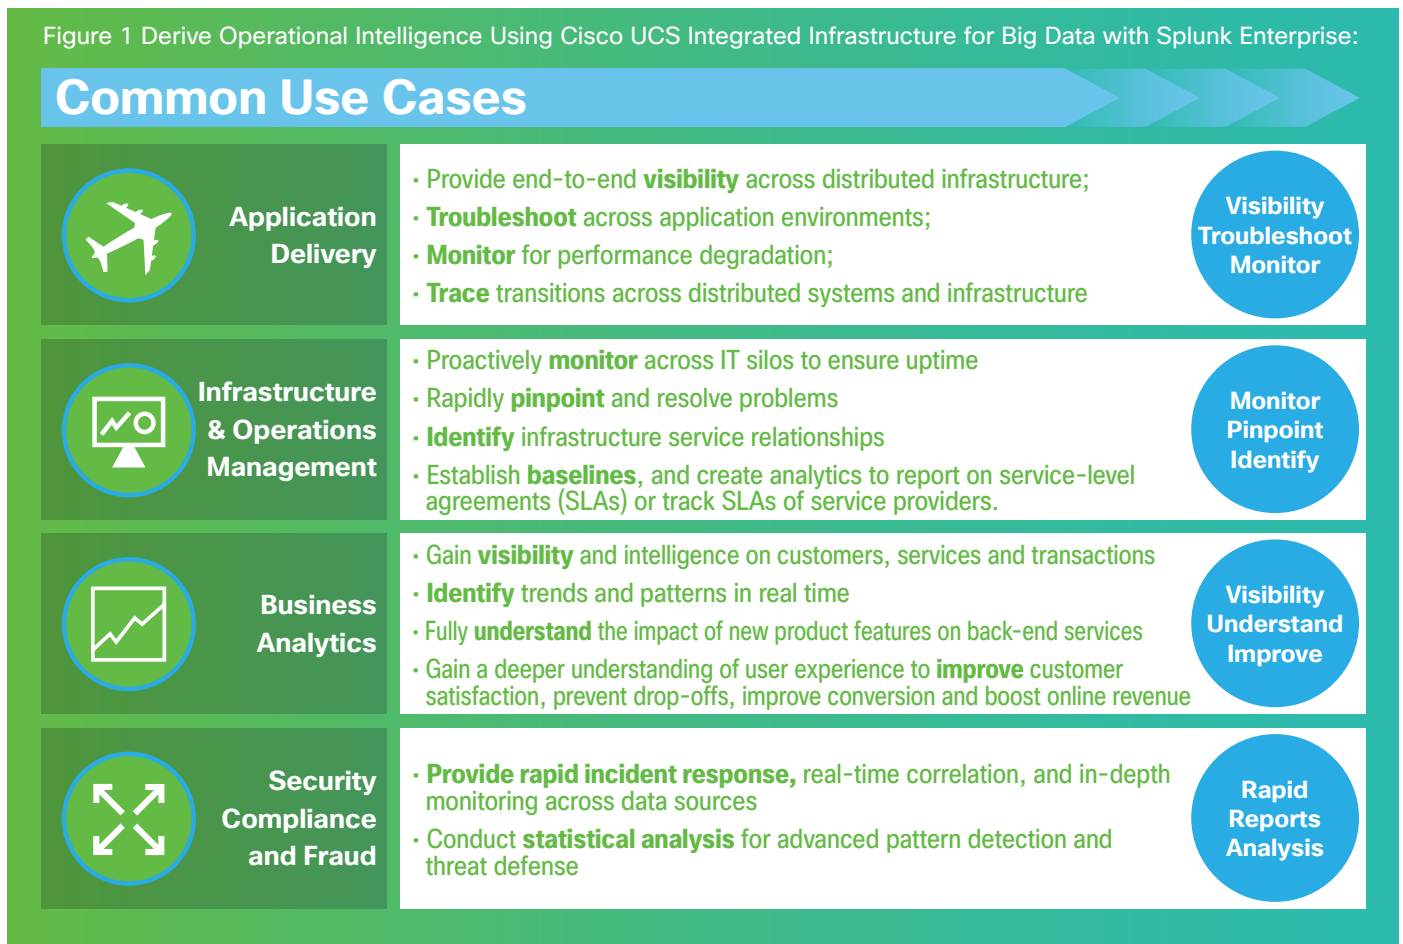 Figure 1 Derive Operational Intelligence Using Cisco UCS Integrated Infrastructure for Big Data with Splunk Enterprise:
Common Use Cases
Application
Delivery
· Provide end-to-end visibility across distributed infrastructure;
· Troubleshoot across application environments;
· Monitor for performance degradation;
· Trace transitions across distributed systems and infrastructure
Visibility
Troubleshoot
Monitor
Infrastructure
& Operations
Management
· Proactively monitor across IT silos to ensure uptime
· Rapidly pinpoint and resolve problems
· Identify infrastructure service relationships
· Establish baselines, and create analytics to report on service-level
agreements (SLAs) or track SLAs of service providers.
Monitor
Pinpoint
Identify
Business
Analytics
· Gain visibility and intelligence on customers, services and transactions
· Identify trends and patterns in real time
· Fully understand the impact of new product features on back-end services
· Gain a deeper understanding of user experience to improve customer
satisfaction, prevent drop-offs, improve conversion and boost online revenue
Visibility
Understand
Improve
Security
Compliance
and Fraud
· Provide rapid incident response, real-time correlation, and in-depth
monitoring across data sources
· Conduct statistical analysis for advanced pattern detection and
threat defense
Rapid
Reports
Analysis